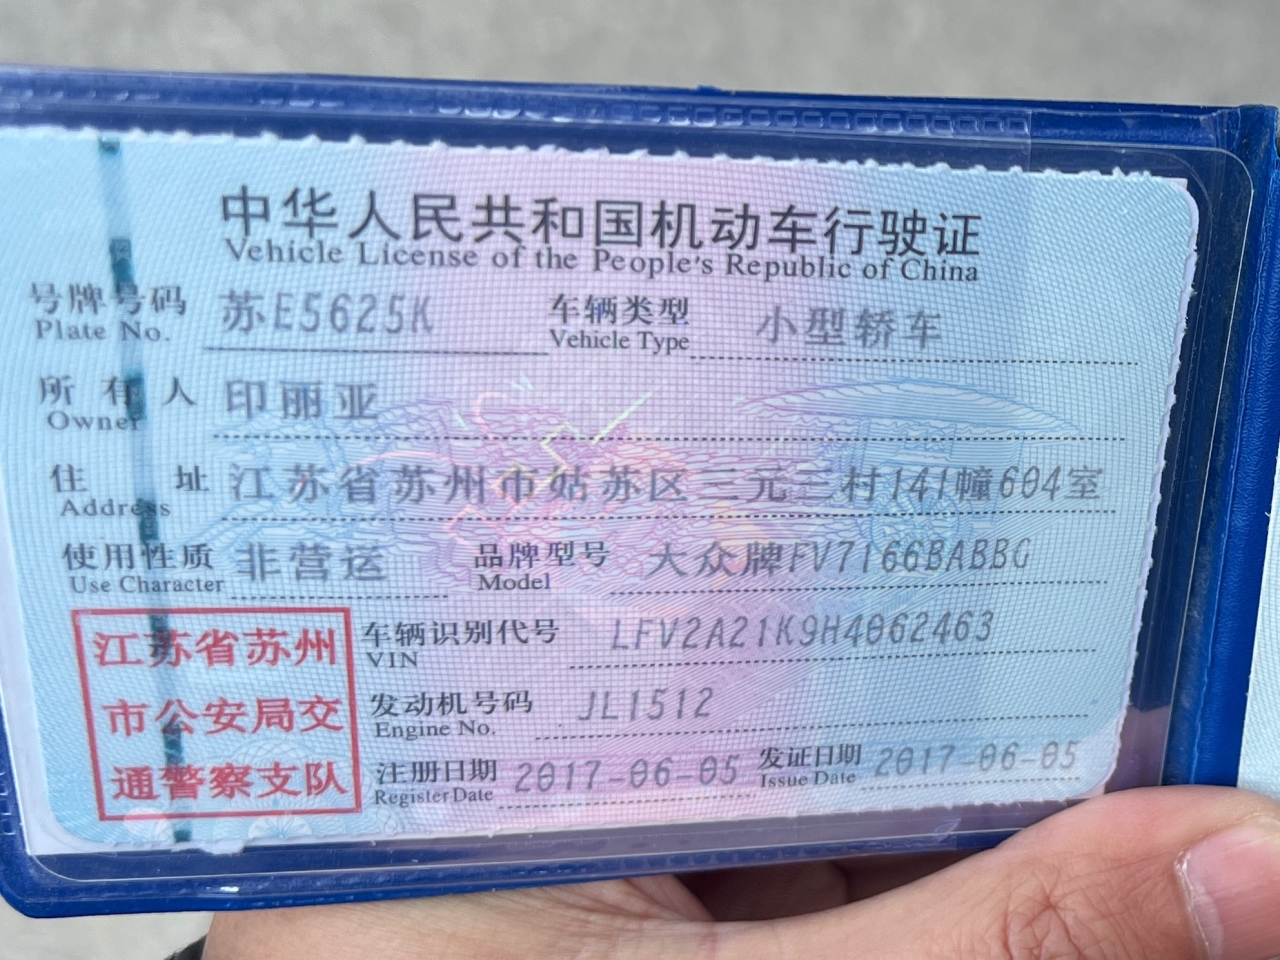 中华人民共和国机动车行驶证
Vehicle License of the People's Republic of China
号牌号码 苏E5625K 车辆类型 小型轿车
Plate No. Vehicle Type
所有人 印丽亚
Owner
住址 江苏省苏州市姑苏区三元三村141幢604室
Address
使用性质 非营运 品牌型号 大众牌FV7166BABBG
Use Character Model
江苏省苏州
市公安局交
通警察支队
车辆识别代号 LFV2A21K9H4062463
VIN
发动机号码 JL1512
Engine No.
注册日期 2017-06-05 发证日期 2017-06-05
Register Date Issue Date